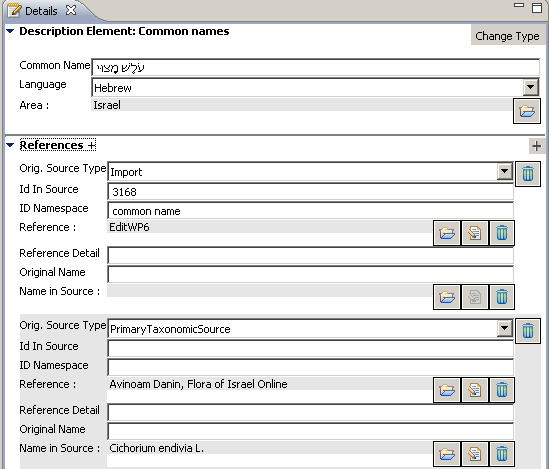 Details
Description Element: Common names
Change Type
Common Name עֹלֶשׁ מָצוּי
Language Hebrew
Area : Israel
References +
+
Orig. Source Type Import
Id In Source 3168
ID Namespace common name
Reference : EditWP6
Reference Detail
Original Name
Name in Source :
Orig. Source Type PrimaryTaxonomicSource
Id In Source
ID Namespace
Reference : Avinoam Danin, Flora of Israel Online
Reference Detail
Original Name
Name in Source : Cichorium endivia L.